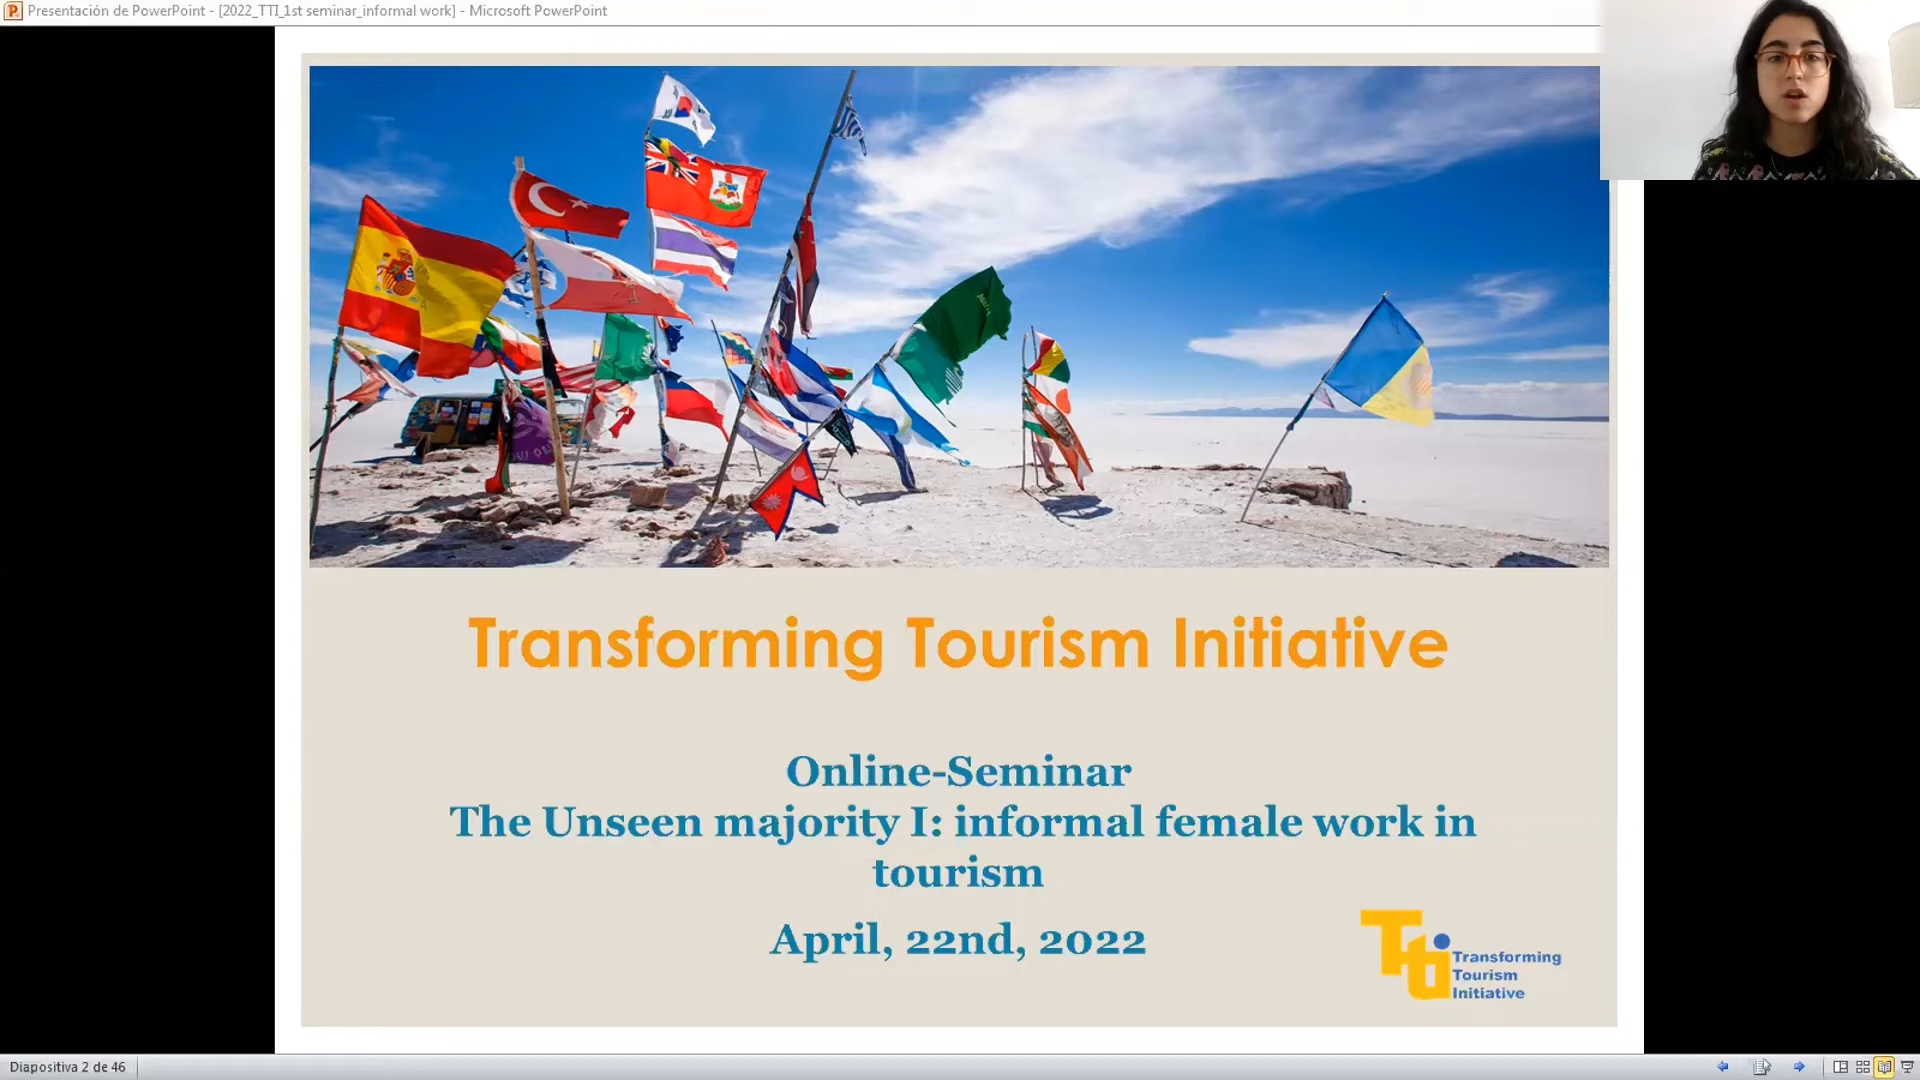 Presentación de PowerPoint - [2022_TTI_1st seminar_informal work] - Microsoft PowerPoint
Transforming Tourism Initiative
Online-Seminar
The Unseen majority I: informal female work in
tourism
April, 22nd, 2022
Tti
Transforming
Tourism
Initiative
Diapositiva 2 de 46